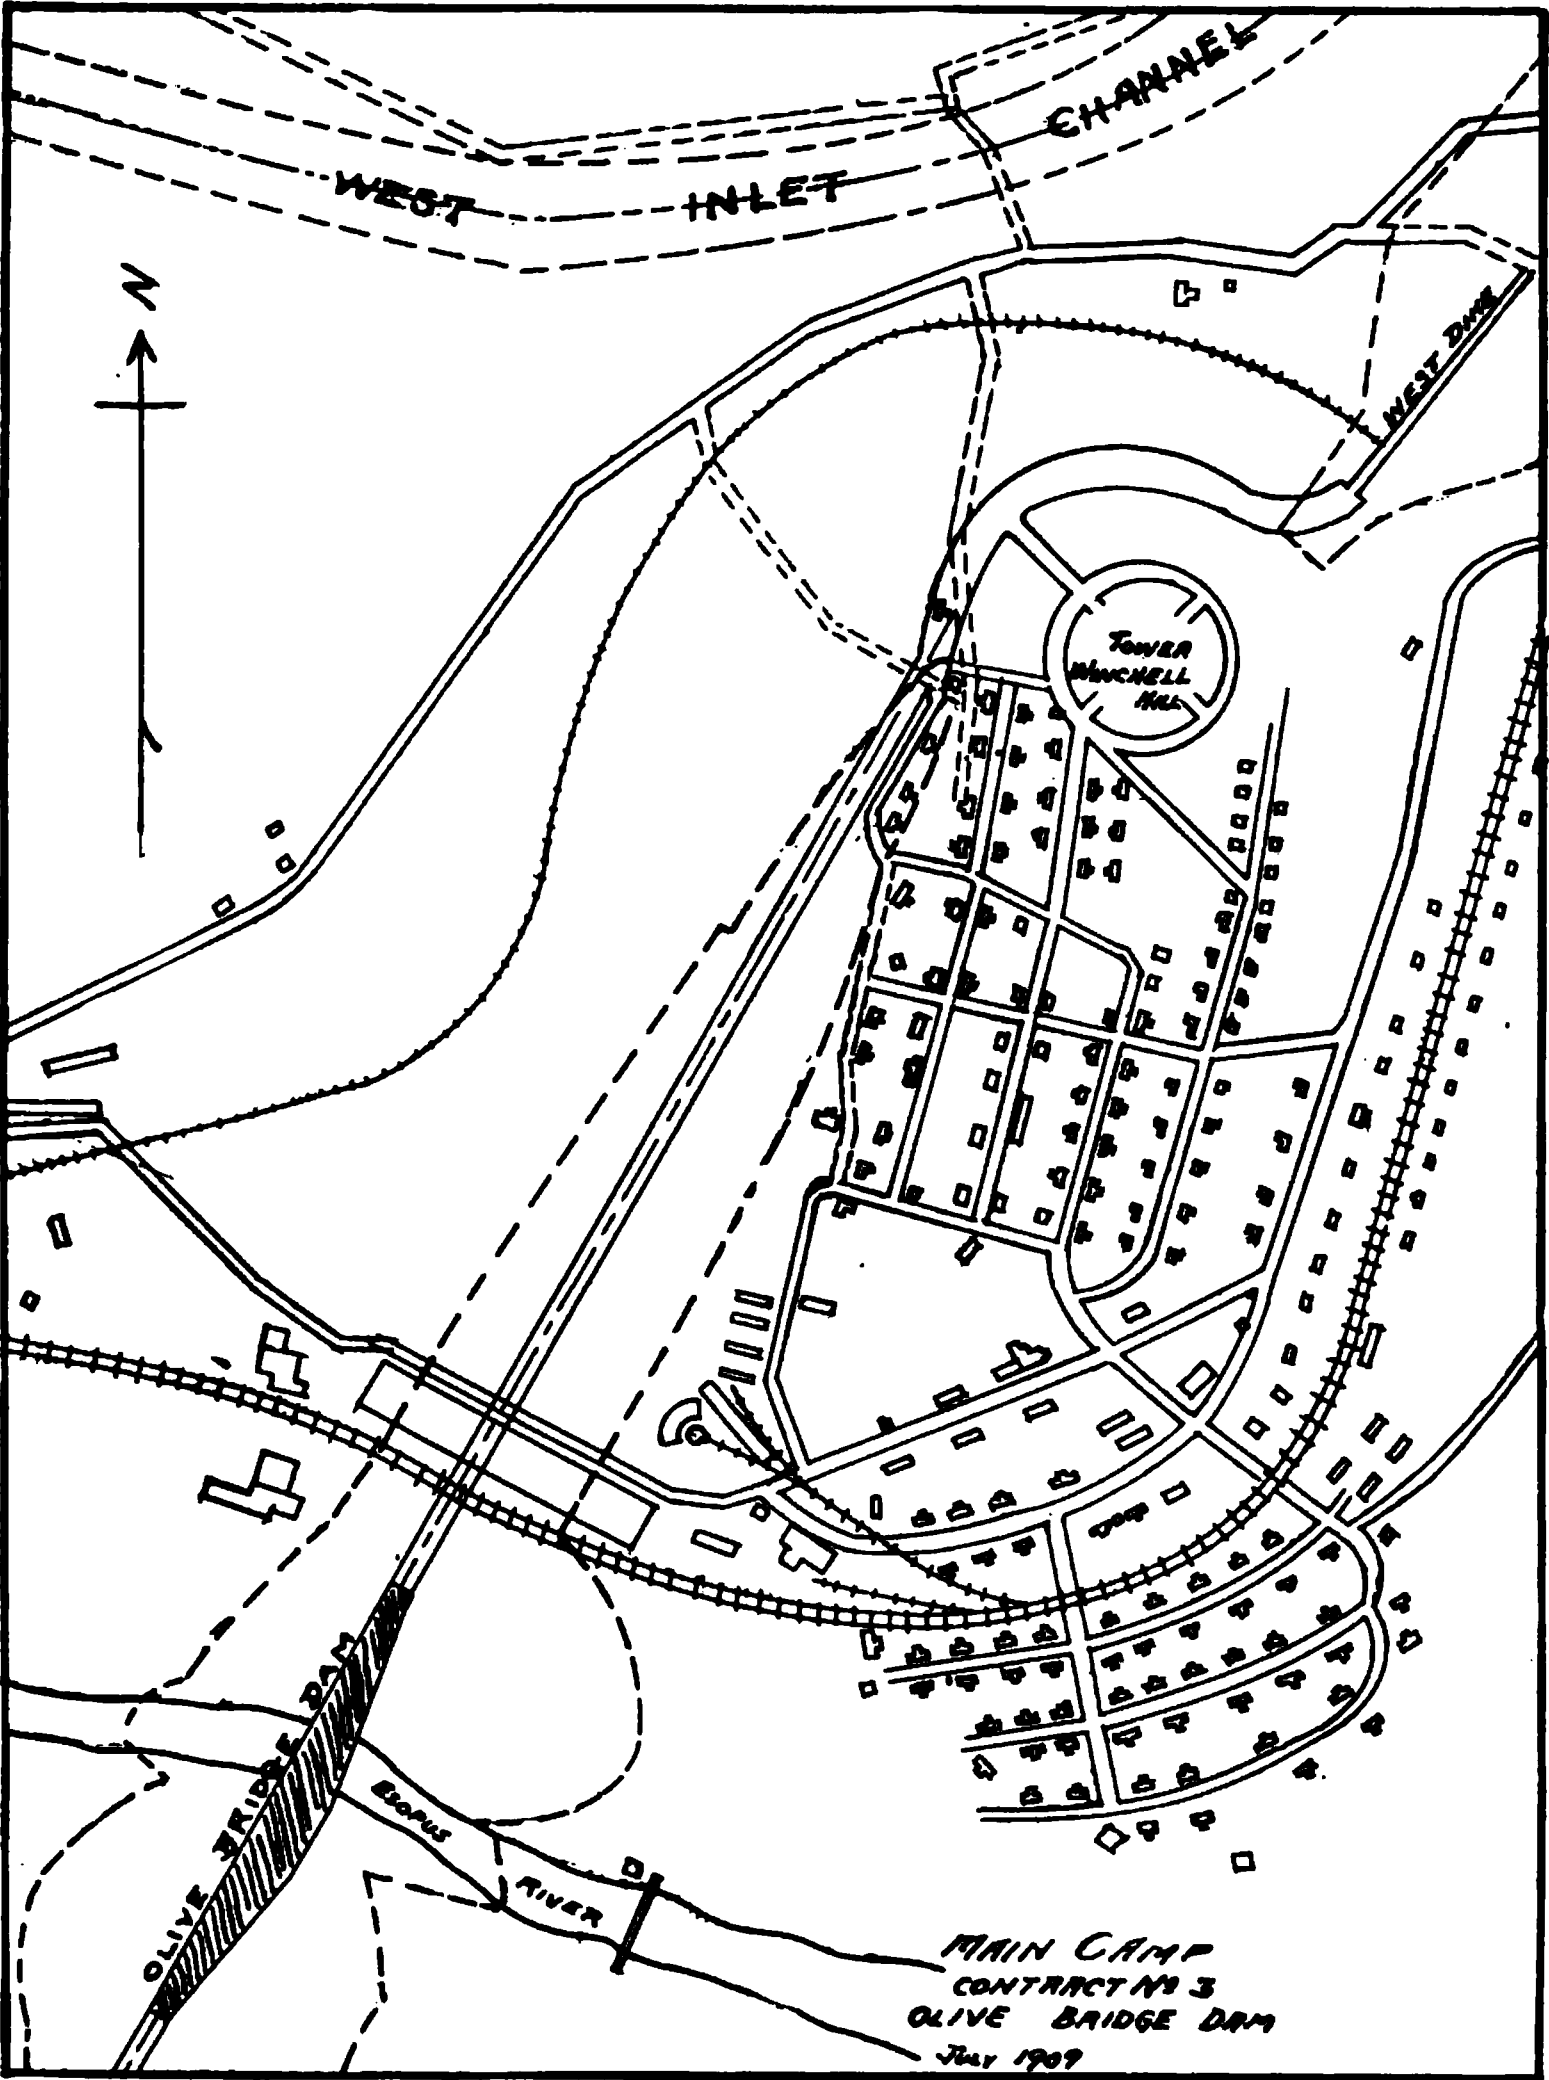 WEST INLET CHANNEL
N
WEST DIKE
TOWER
WINCHELL
HILL
OLIVE BRIDGE DAM
ESOPUS
RIVER
MAIN CAMP
CONTRACT No 3
OLIVE BRIDGE DAM
July 1909